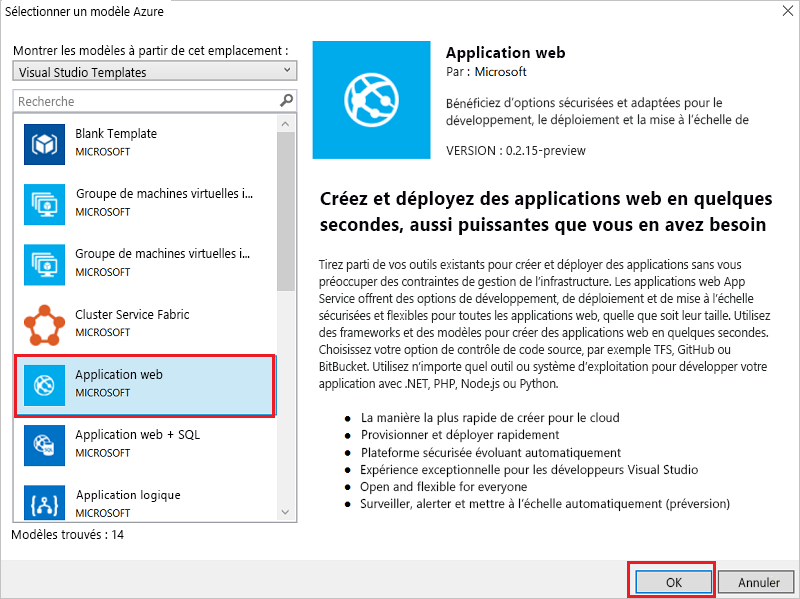 Sélectionner un modèle Azure
Montrer les modèles à partir de cet emplacement :
Visual Studio Templates
Recherche
Blank Template
MICROSOFT
Groupe de machines virtuelles i...
MICROSOFT
Groupe de machines virtuelles i...
MICROSOFT
Cluster Service Fabric
MICROSOFT
Application web
MICROSOFT
Application web + SQL
MICROSOFT
Application logique
MICROSOFT
Modèles trouvés : 14
Application web
Par : Microsoft
Bénéficiez d’options sécurisées et adaptées pour le
développement, le déploiement et la mise à l’échelle de
VERSION : 0.2.15-preview
Créez et déployez des applications web en quelques
secondes, aussi puissantes que vous en avez besoin
Tirez parti de vos outils existants pour créer et déployer des applications sans vous
préoccuper des contraintes de gestion de l’infrastructure. Les applications web App
Service offrent des options de développement, de déploiement et de mise à l’échelle
sécurisées et flexibles pour toutes les applications web, quelle que soit leur taille. Utilisez
des frameworks et des modèles pour créer des applications web en quelques secondes.
Choisissez votre option de contrôle de code source, par exemple TFS, GitHub ou
BitBucket. Utilisez n’importe quel outil ou système d’exploitation pour développer votre
application avec .NET, PHP, Node.js ou Python.
• La manière la plus rapide de créer pour le cloud
• Provisionner et déployer rapidement
• Plateforme sécurisée évoluant automatiquement
• Expérience exceptionnelle pour les développeurs Visual Studio
• Open and flexible for everyone
• Surveiller, alerter et mettre à l’échelle automatiquement (préversion)
OK
Annuler